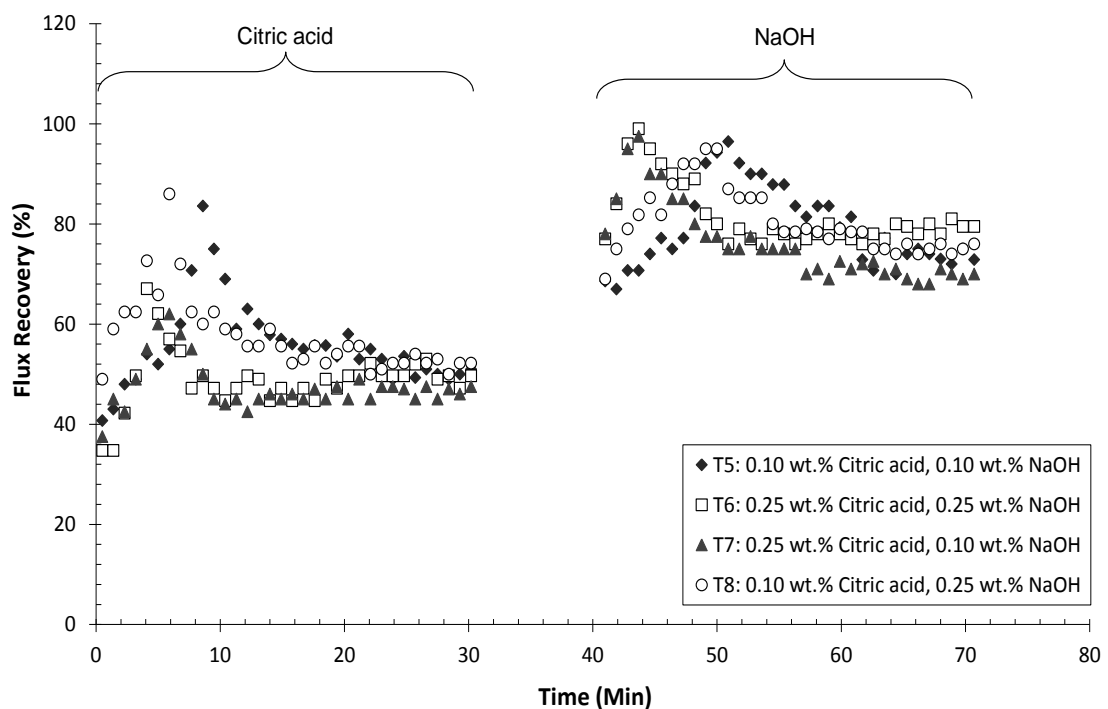 Citric acid
NaOH
120
100
80
60
40
20
0
Flux Recovery (%)
T5: 0.10 wt.% Citric acid, 0.10 wt.% NaOH
T6: 0.25 wt.% Citric acid, 0.25 wt.% NaOH
T7: 0.25 wt.% Citric acid, 0.10 wt.% NaOH
T8: 0.10 wt.% Citric acid, 0.25 wt.% NaOH
0 10 20 30 40 50 60 70 80
Time (Min)